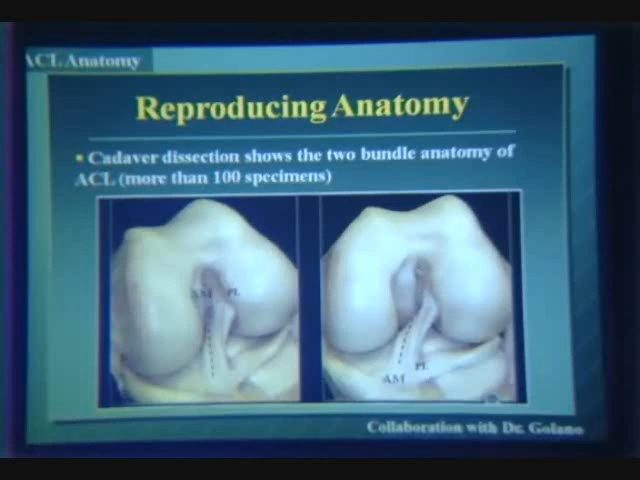 ACL Anatomy
Reproducing Anatomy
Cadaver dissection shows the two bundle anatomy of
ACL (more than 100 specimens)
AM PL
PL
AM
Collaboration with Dr. Golano